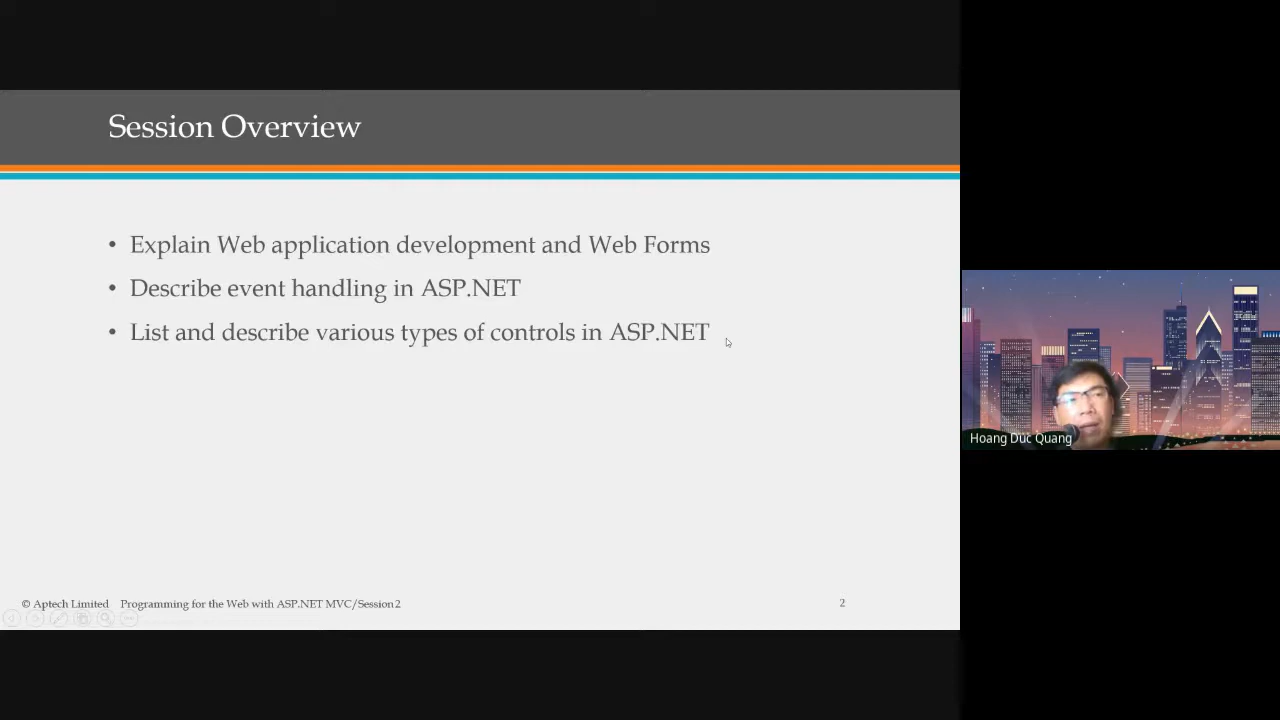 Session Overview
• Explain Web application development and Web Forms
• Describe event handling in ASP.NET
• List and describe various types of controls in ASP.NET
Hoang Duc Quang
© Aptech Limited Programming for the Web with ASP.NET MVC/Session 2
2